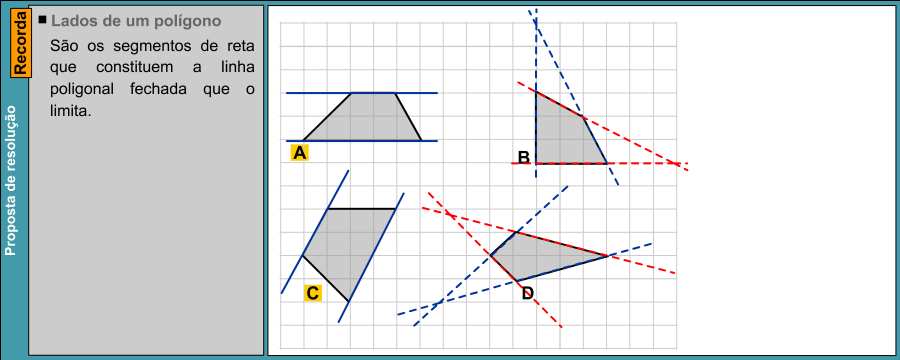 Proposta de resolução
Recorda
Lados de um polígono
São os segmentos de reta
que constituem a linha
poligonal fechada que o
limita.
A
B
C
D